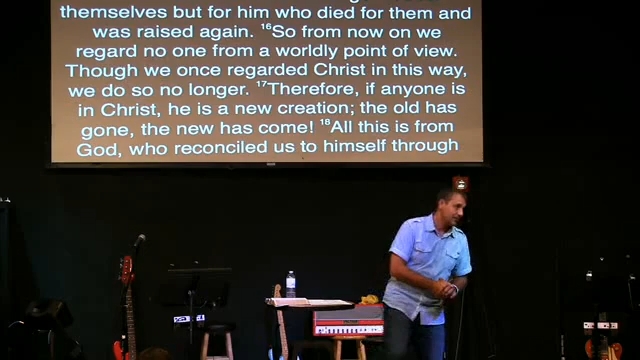 themselves but for him who died for them and
was raised again. ¹⁶So from now on we
regard no one from a worldly point of view.
Though we once regarded Christ in this way,
we do so no longer. ¹⁷Therefore, if anyone is
in Christ, he is a new creation; the old has
gone, the new has come! ¹⁸All this is from
God, who reconciled us to himself through